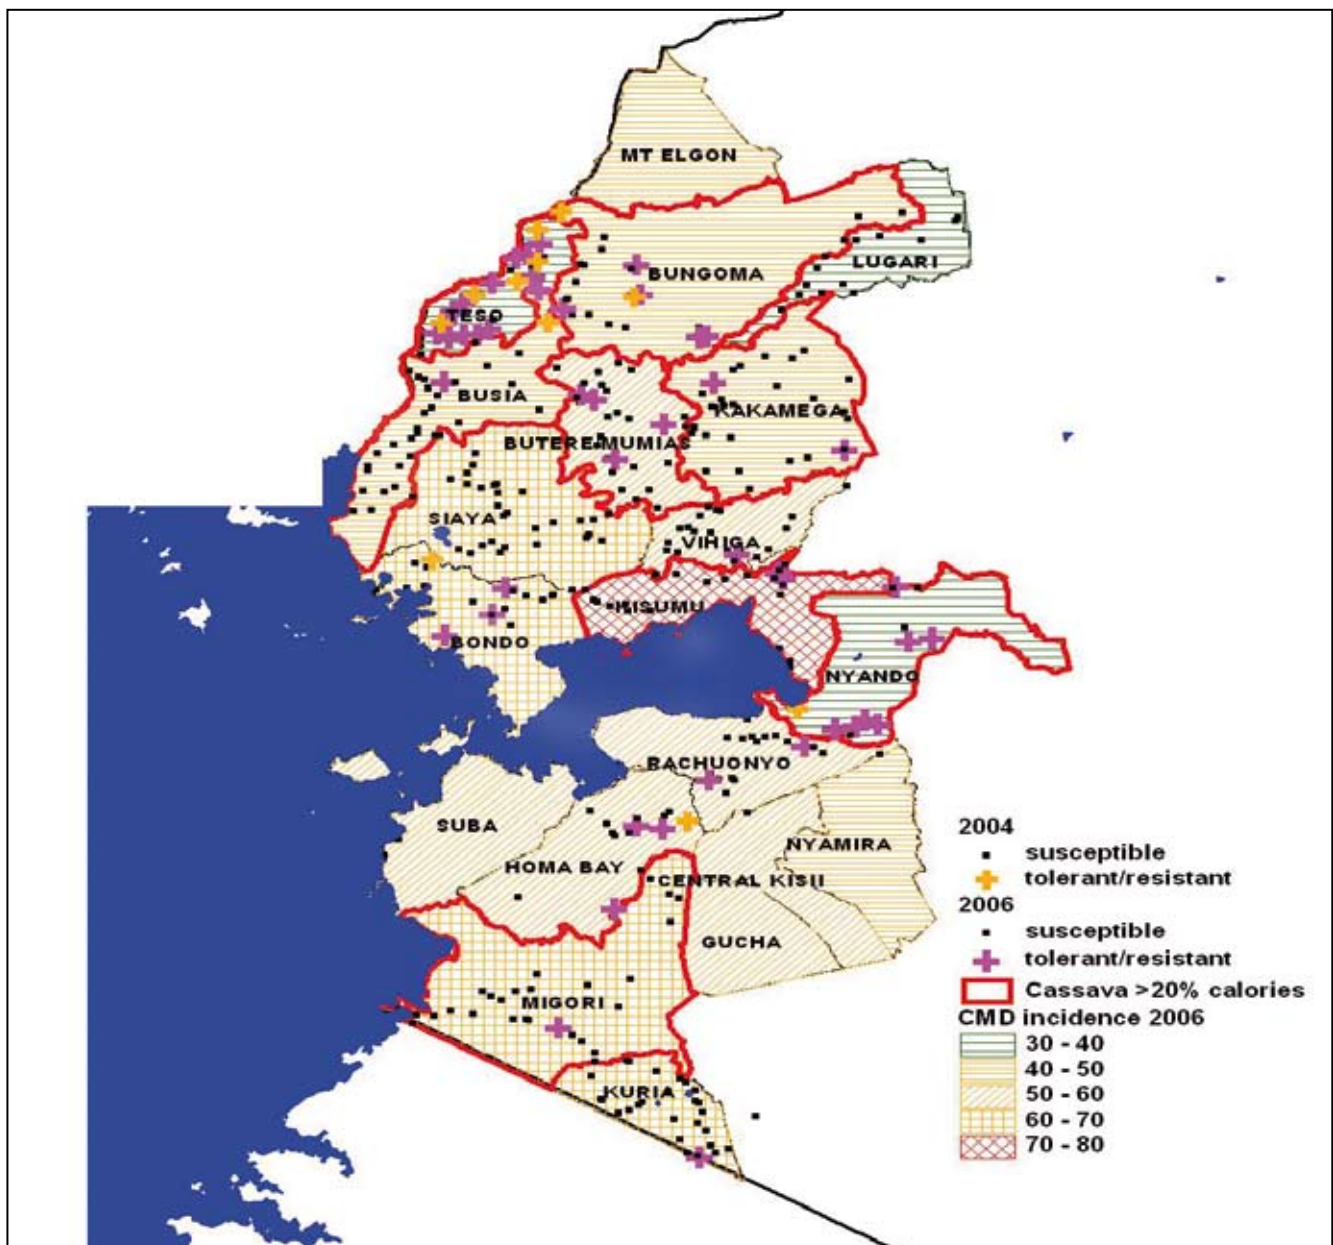 MT ELGON
LUGARI
BUNGOMA
TESO
BUSIA
KAKAMEGA
BUTERE MUMIAS
SIAYA
VIHIGA
KISUMU
BONDO
NYANDO
RACHUONYO
SUBA
NYAMIRA
HOMA BAY
CENTRAL KISII
GUCHA
MIGORI
KURIA
2004
susceptible
tolerant/resistant
2006
susceptible
tolerant/resistant
Cassava >20% calories
CMD incidence 2006
30 - 40
40 - 50
50 - 60
60 - 70
70 - 80